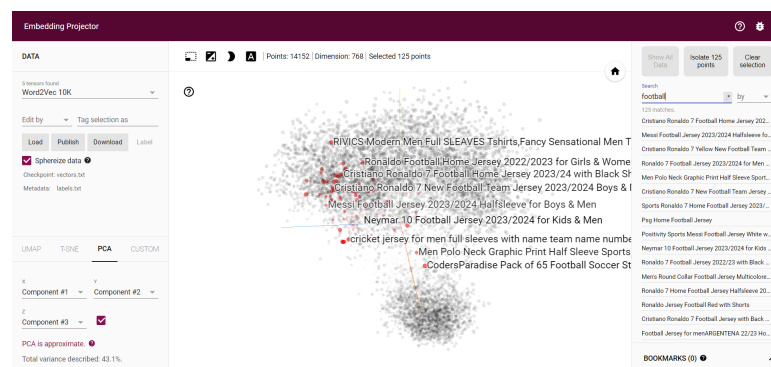 Embedding Projector
DATA
Points: 14152 | Dimension: 768 | Selected 125 points
5 tensors found
Word2Vec 10K
Edit by
Tag selection as
Load Publish Download Label
Sphereize data
Checkpoint: vectors.txt
Metadata: labels.txt
UMAP T-SNE PCA CUSTOM
X
Component #1
Y
Component #2
Z
Component #3
PCA is approximate.
Total variance described: 43.1%.
RIVICS Modern Men Full SLEAVES Tshirts,Fancy Sensational Men T
Ronaldo Football Home Jersey 2022/2023 for Girls & Wome
Cristiano Ronaldo 7 Football Home Jersey 2023/24 with Black Sh
Cristiano Ronaldo 7 New Football Team Jersey 2023/2024 Boys & I
Messi Football Jersey 2023/2024 Halfsleeve for Boys & Men
Neymar 10 Football Jersey 2023/2024 for Kids & Men
cricket jersey for men full sleeves with name team name numbe
Men Polo Neck Graphic Print Half Sleeve Sports
CodersParadise Pack of 65 Football Soccer St
Show All Data
Isolate 125 points
Clear selection
Search
football
by
125 matches.
Cristiano Ronaldo 7 Football Home Jersey 202...
Messi Football Jersey 2023/2024 Halfsleeve fo...
Cristiano Ronaldo 7 Yellow New Football Team ...
Ronaldo 7 Football Jersey 2023/2024 for Men ...
Men Polo Neck Graphic Print Half Sleeve Sport...
Cristiano Ronaldo 7 New Football Team Jersey ...
Sports Ronaldo 7 Home Football Jersey 2023/...
Psg Home Football Jersey
Positivity Sports Messi Football Jersey White w...
Neymar 10 Football Jersey 2023/2024 for Kids ...
Ronaldo 7 Football Jersey 2022/23 with Black ...
Men's Round Collar Football Jersey Multicolore...
Ronaldo 7 Home Football Jersey Halfsleeve 20...
Ronaldo Jersey Football Red with Shorts
Cristiano Ronaldo 7 Football Jersey with Back ...
Football Jersey for menARGENTENA 22/23 Ho...
BOOKMARKS (0)